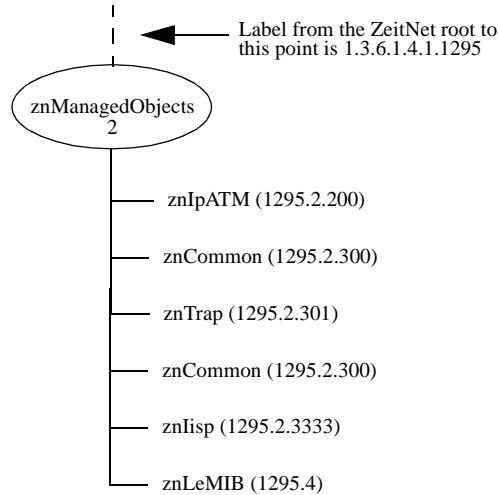 Label from the ZeitNet root to
this point is 1.3.6.1.4.1.1295
znManagedObjects
2
znIpATM (1295.2.200)
znCommon (1295.2.300)
znTrap (1295.2.301)
znCommon (1295.2.300)
znIisp (1295.2.3333)
znLeMIB (1295.4)